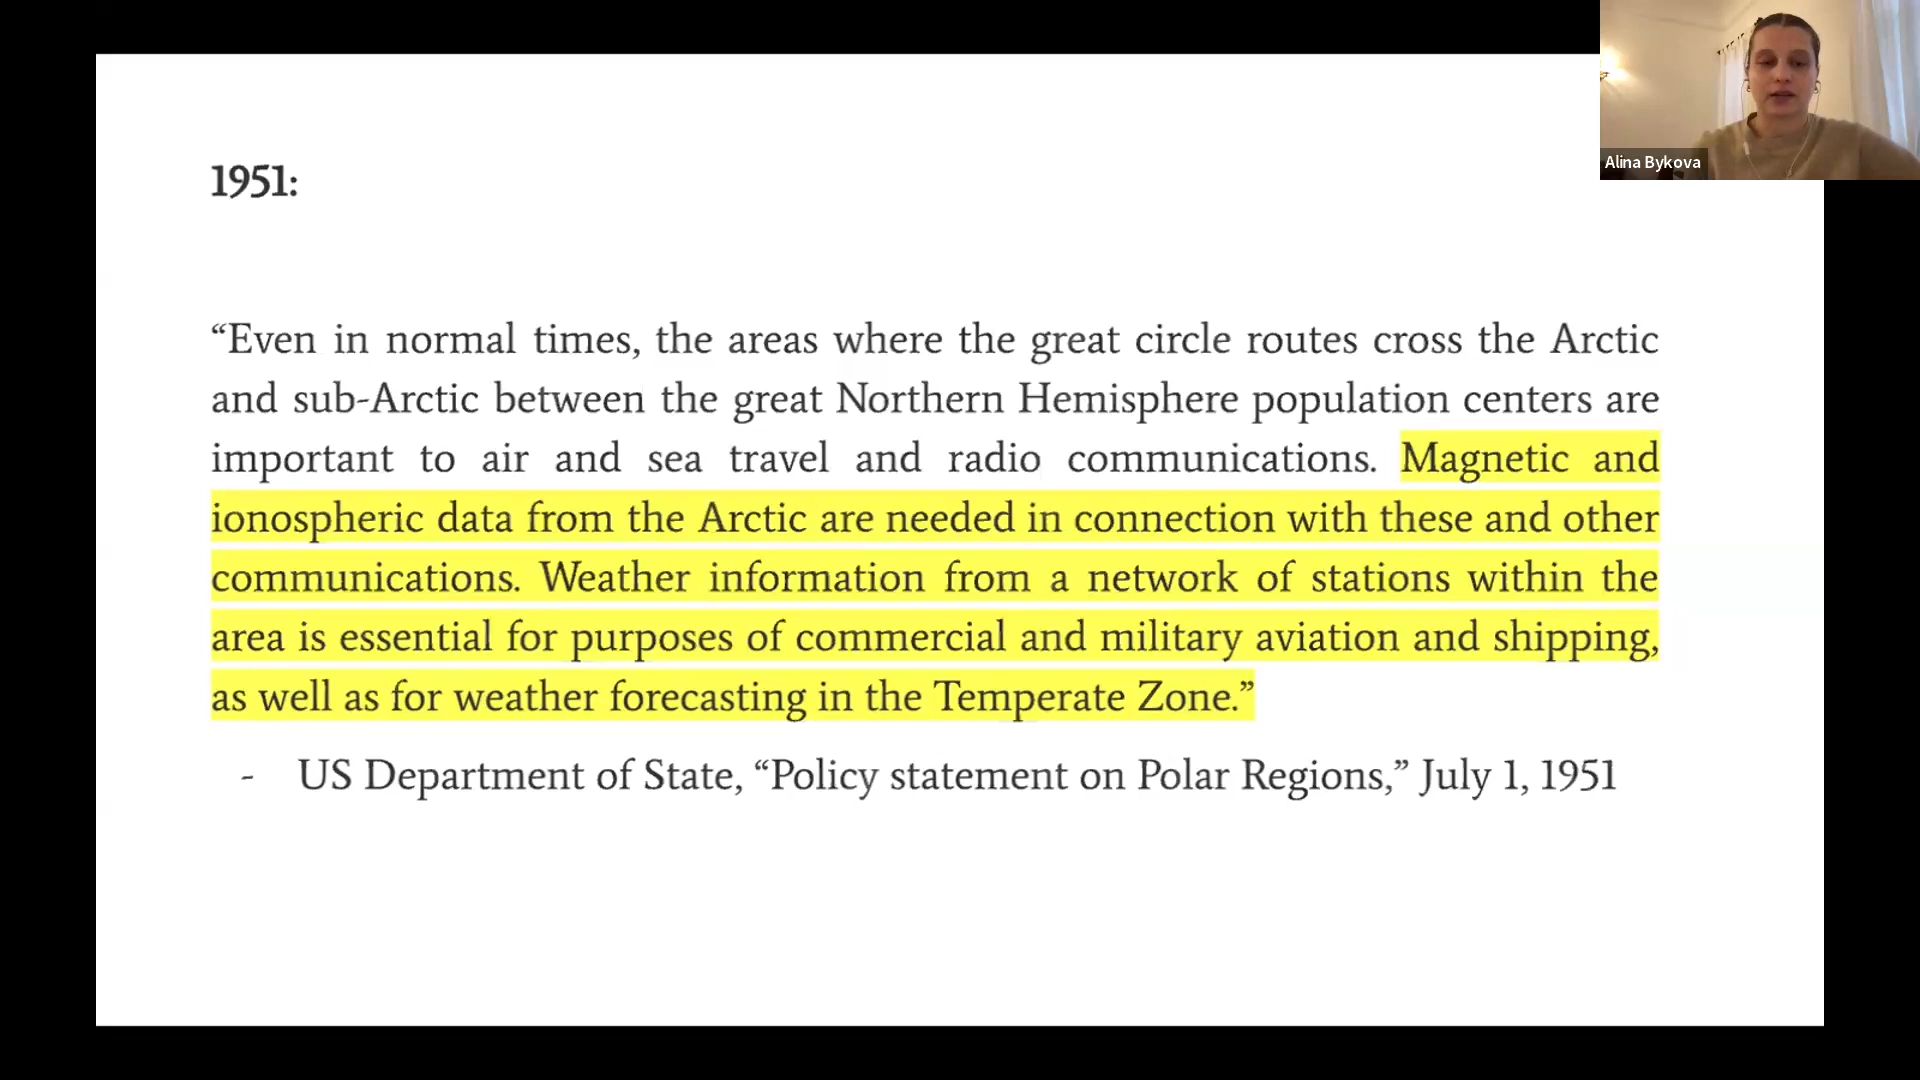 Alina Bykova
1951:
“Even in normal times, the areas where the great circle routes cross the Arctic
and sub-Arctic between the great Northern Hemisphere population centers are
important to air and sea travel and radio communications. Magnetic and
ionospheric data from the Arctic are needed in connection with these and other
communications. Weather information from a network of stations within the
area is essential for purposes of commercial and military aviation and shipping,
as well as for weather forecasting in the Temperate Zone.”
- US Department of State, “Policy statement on Polar Regions,” July 1, 1951